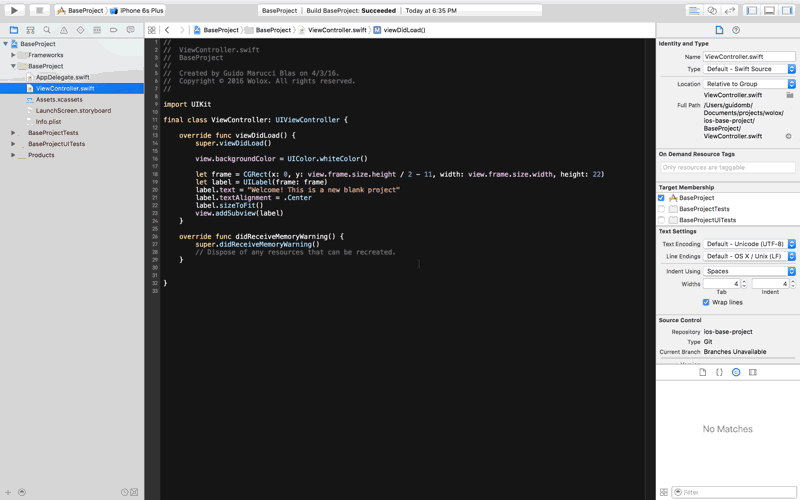 BaseProject
iPhone 6s Plus
BaseProject | Build BaseProject: Succeeded | Today at 6:35 PM
BaseProject
Frameworks
BaseProject
AppDelegate.swift
ViewController.swift
Assets.xcassets
LaunchScreen.storyboard
Info.plist
BaseProjectTests
BaseProjectUITests
Products
BaseProject
BaseProject
ViewController.swift
M viewDidLoad()
1 //
2 // ViewController.swift
3 // BaseProject
4 //
5 // Created by Guido Marucci Blas on 4/3/16.
6 // Copyright © 2016 Wolox. All rights reserved.
7 //
8
9 import UIKit
10
11 final class ViewController: UIViewController {
12
13 override func viewDidLoad() {
14 super.viewDidLoad()
15
16 view.backgroundColor = UIColor.whiteColor()
17
18 let frame = CGRect(x: 0, y: view.frame.size.height / 2 - 11, width: view.frame.size.width, height: 22)
19 let label = UILabel(frame: frame)
20 label.text = "Welcome! This is a new blank project"
21 label.textAlignment = .Center
22 label.sizeToFit()
23 view.addSubview(label)
24 }
25
26 override func didReceiveMemoryWarning() {
27 super.didReceiveMemoryWarning()
28 // Dispose of any resources that can be recreated.
29 }
30
31
32 }
33
Identity and Type
Name ViewController.swift
Type Default - Swift Source
Location Relative to Group
ViewController.swift
Full Path /Users/guidomb/
Documents/projects/wolox/
ios-base-project/
BaseProject/
ViewController.swift
On Demand Resource Tags
Only resources are taggable
Target Membership
BaseProject
BaseProjectTests
BaseProjectUITests
Text Settings
Text Encoding Default - Unicode (UTF-8)
Line Endings Default - OS X / Unix (LF)
Indent Using Spaces
Widths 4 4
Tab Indent
Wrap lines
Source Control
Repository ios-base-project
Type Git
Current Branch Branches Unavailable
No Matches
Filter